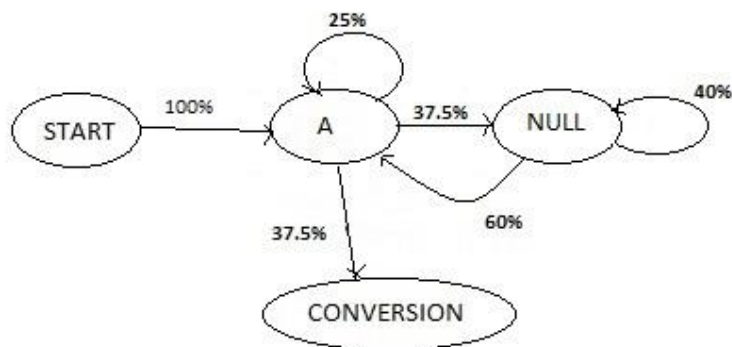 25%
40%
100%
START
A
37.5%
NULL
60%
37.5%
CONVERSION